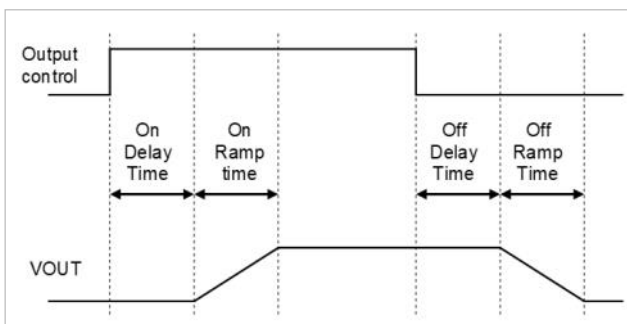 Output
control
On
Delay
Time
On
Ramp
time
Off
Delay
Time
Off
Ramp
Time
VOUT